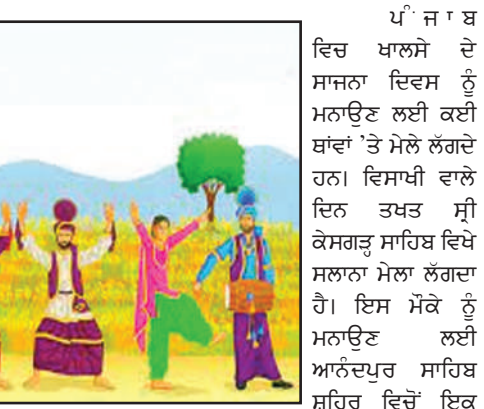 ਪੰਜਾਬ
ਵਿਚ ਖਾਲਸੇ ਦੇ
ਸਾਜਨਾ ਦਿਵਸ ਨੂੰ
ਮਨਾਉਣ ਲਈ ਕਈ
ਥਾਂਵਾਂ ’ਤੇ ਮੇਲੇ ਲੱਗਦੇ
ਹਨ। ਵਿਸਾਖੀ ਵਾਲੇ
ਦਿਨ ਤਖਤ ਸ੍ਰੀ
ਕੇਸਗੜ੍ਹ ਸਾਹਿਬ ਵਿਖੇ
ਸਲਾਨਾ ਮੇਲਾ ਲੱਗਦਾ
ਹੈ। ਇਸ ਮੌਕੇ ਨੂੰ
ਮਨਾਉਣ ਲਈ
ਆਨੰਦਪੁਰ ਸਾਹਿਬ
ਸ਼ਹਿਰ ਵਿਚੋਂ ਇਕ